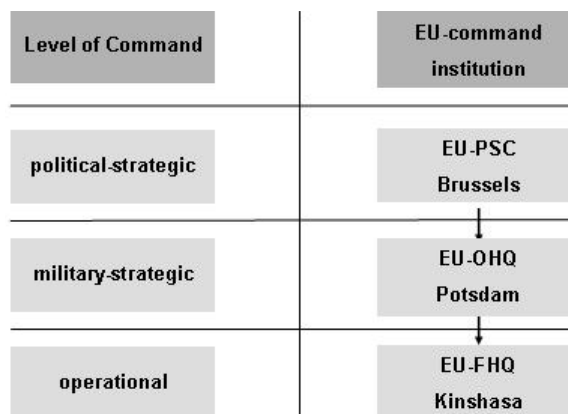 Level of Command
EU-command
institution
political-strategic
EU-PSC
Brussels
military-strategic
EU-OHQ
Potsdam
operational
EU-FHQ
Kinshasa